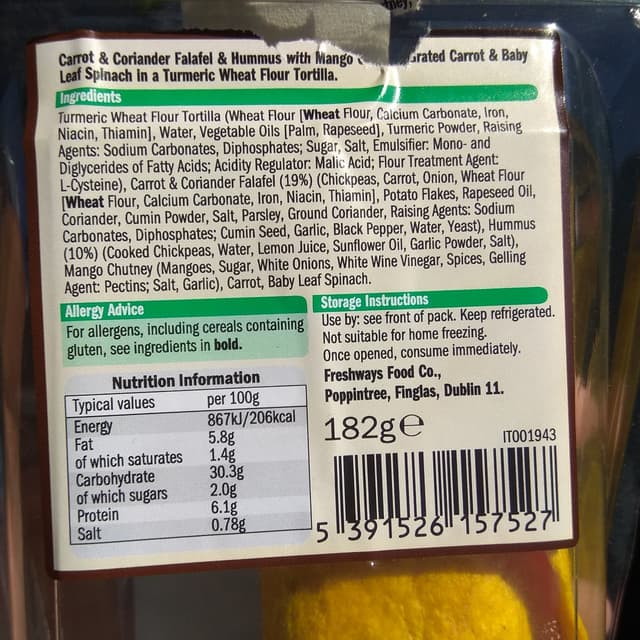 Carrot & Coriander Falafel & Hummus with Mango rated Carrot & Baby
Leaf Spinach in a Turmeric Wheat Flour Tortilla.
Ingredients
Turmeric Wheat Flour Tortilla (Wheat Flour [Wheat Flour, Calcium Carbonate, Iron,
Niacin, Thiamin], Water, Vegetable Oils [Palm, Rapeseed], Turmeric Powder, Raising
Agents: Sodium Carbonates, Diphosphates; Sugar, Salt, Emulsifier: Mono- and
Diglycerides of Fatty Acids; Acidity Regulator: Malic Acid; Flour Treatment Agent:
L-Cysteine), Carrot & Coriander Falafel (19%) (Chickpeas, Carrot, Onion, Wheat Flour
[Wheat Flour, Calcium Carbonate, Iron, Niacin, Thiamin], Potato Flakes, Rapeseed Oil,
Coriander, Cumin Powder, Salt, Parsley, Ground Coriander, Raising Agents: Sodium
Carbonates, Diphosphates; Cumin Seed, Garlic, Black Pepper, Water, Yeast), Hummus
(10%) (Cooked Chickpeas, Water, Lemon Juice, Sunflower Oil, Garlic Powder, Salt),
Mango Chutney (Mangoes, Sugar, White Onions, White Wine Vinegar, Spices, Gelling
Agent: Pectins; Salt, Garlic), Carrot, Baby Leaf Spinach.
Allergy Advice
For allergens, including cereals containing
gluten, see ingredients in bold.
Storage Instructions
Use by: see front of pack. Keep refrigerated.
Not suitable for home freezing.
Once opened, consume immediately.
Freshways Food Co.,
Poppintree, Finglas, Dublin 11.
Nutrition Information
Typical values per 100g
Energy 867kJ/206kcal
Fat 5.8g
of which saturates 1.4g
Carbohydrate 30.3g
of which sugars 2.0g
Protein 6.1g
Salt 0.78g
182g℮
IT001943
5 391526 157527